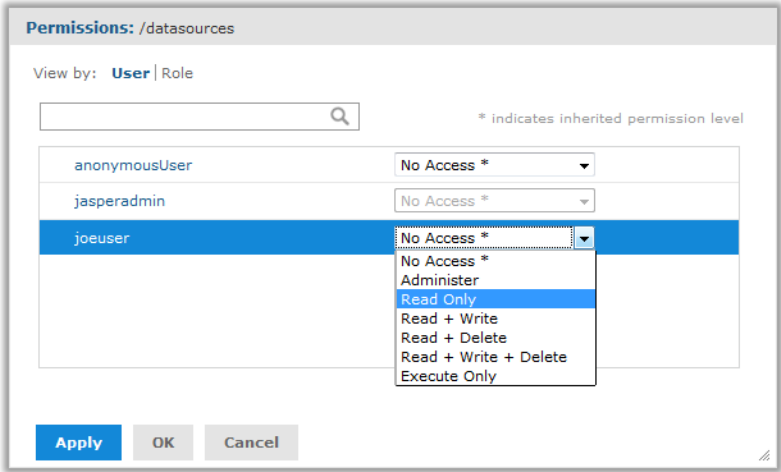 Permissions: /datasources
View by: User | Role
* indicates inherited permission level
anonymousUser No Access *
jasperadmin No Access *
joeuser No Access *
No Access *
Administer
Read Only
Read + Write
Read + Delete
Read + Write + Delete
Execute Only
Apply OK Cancel